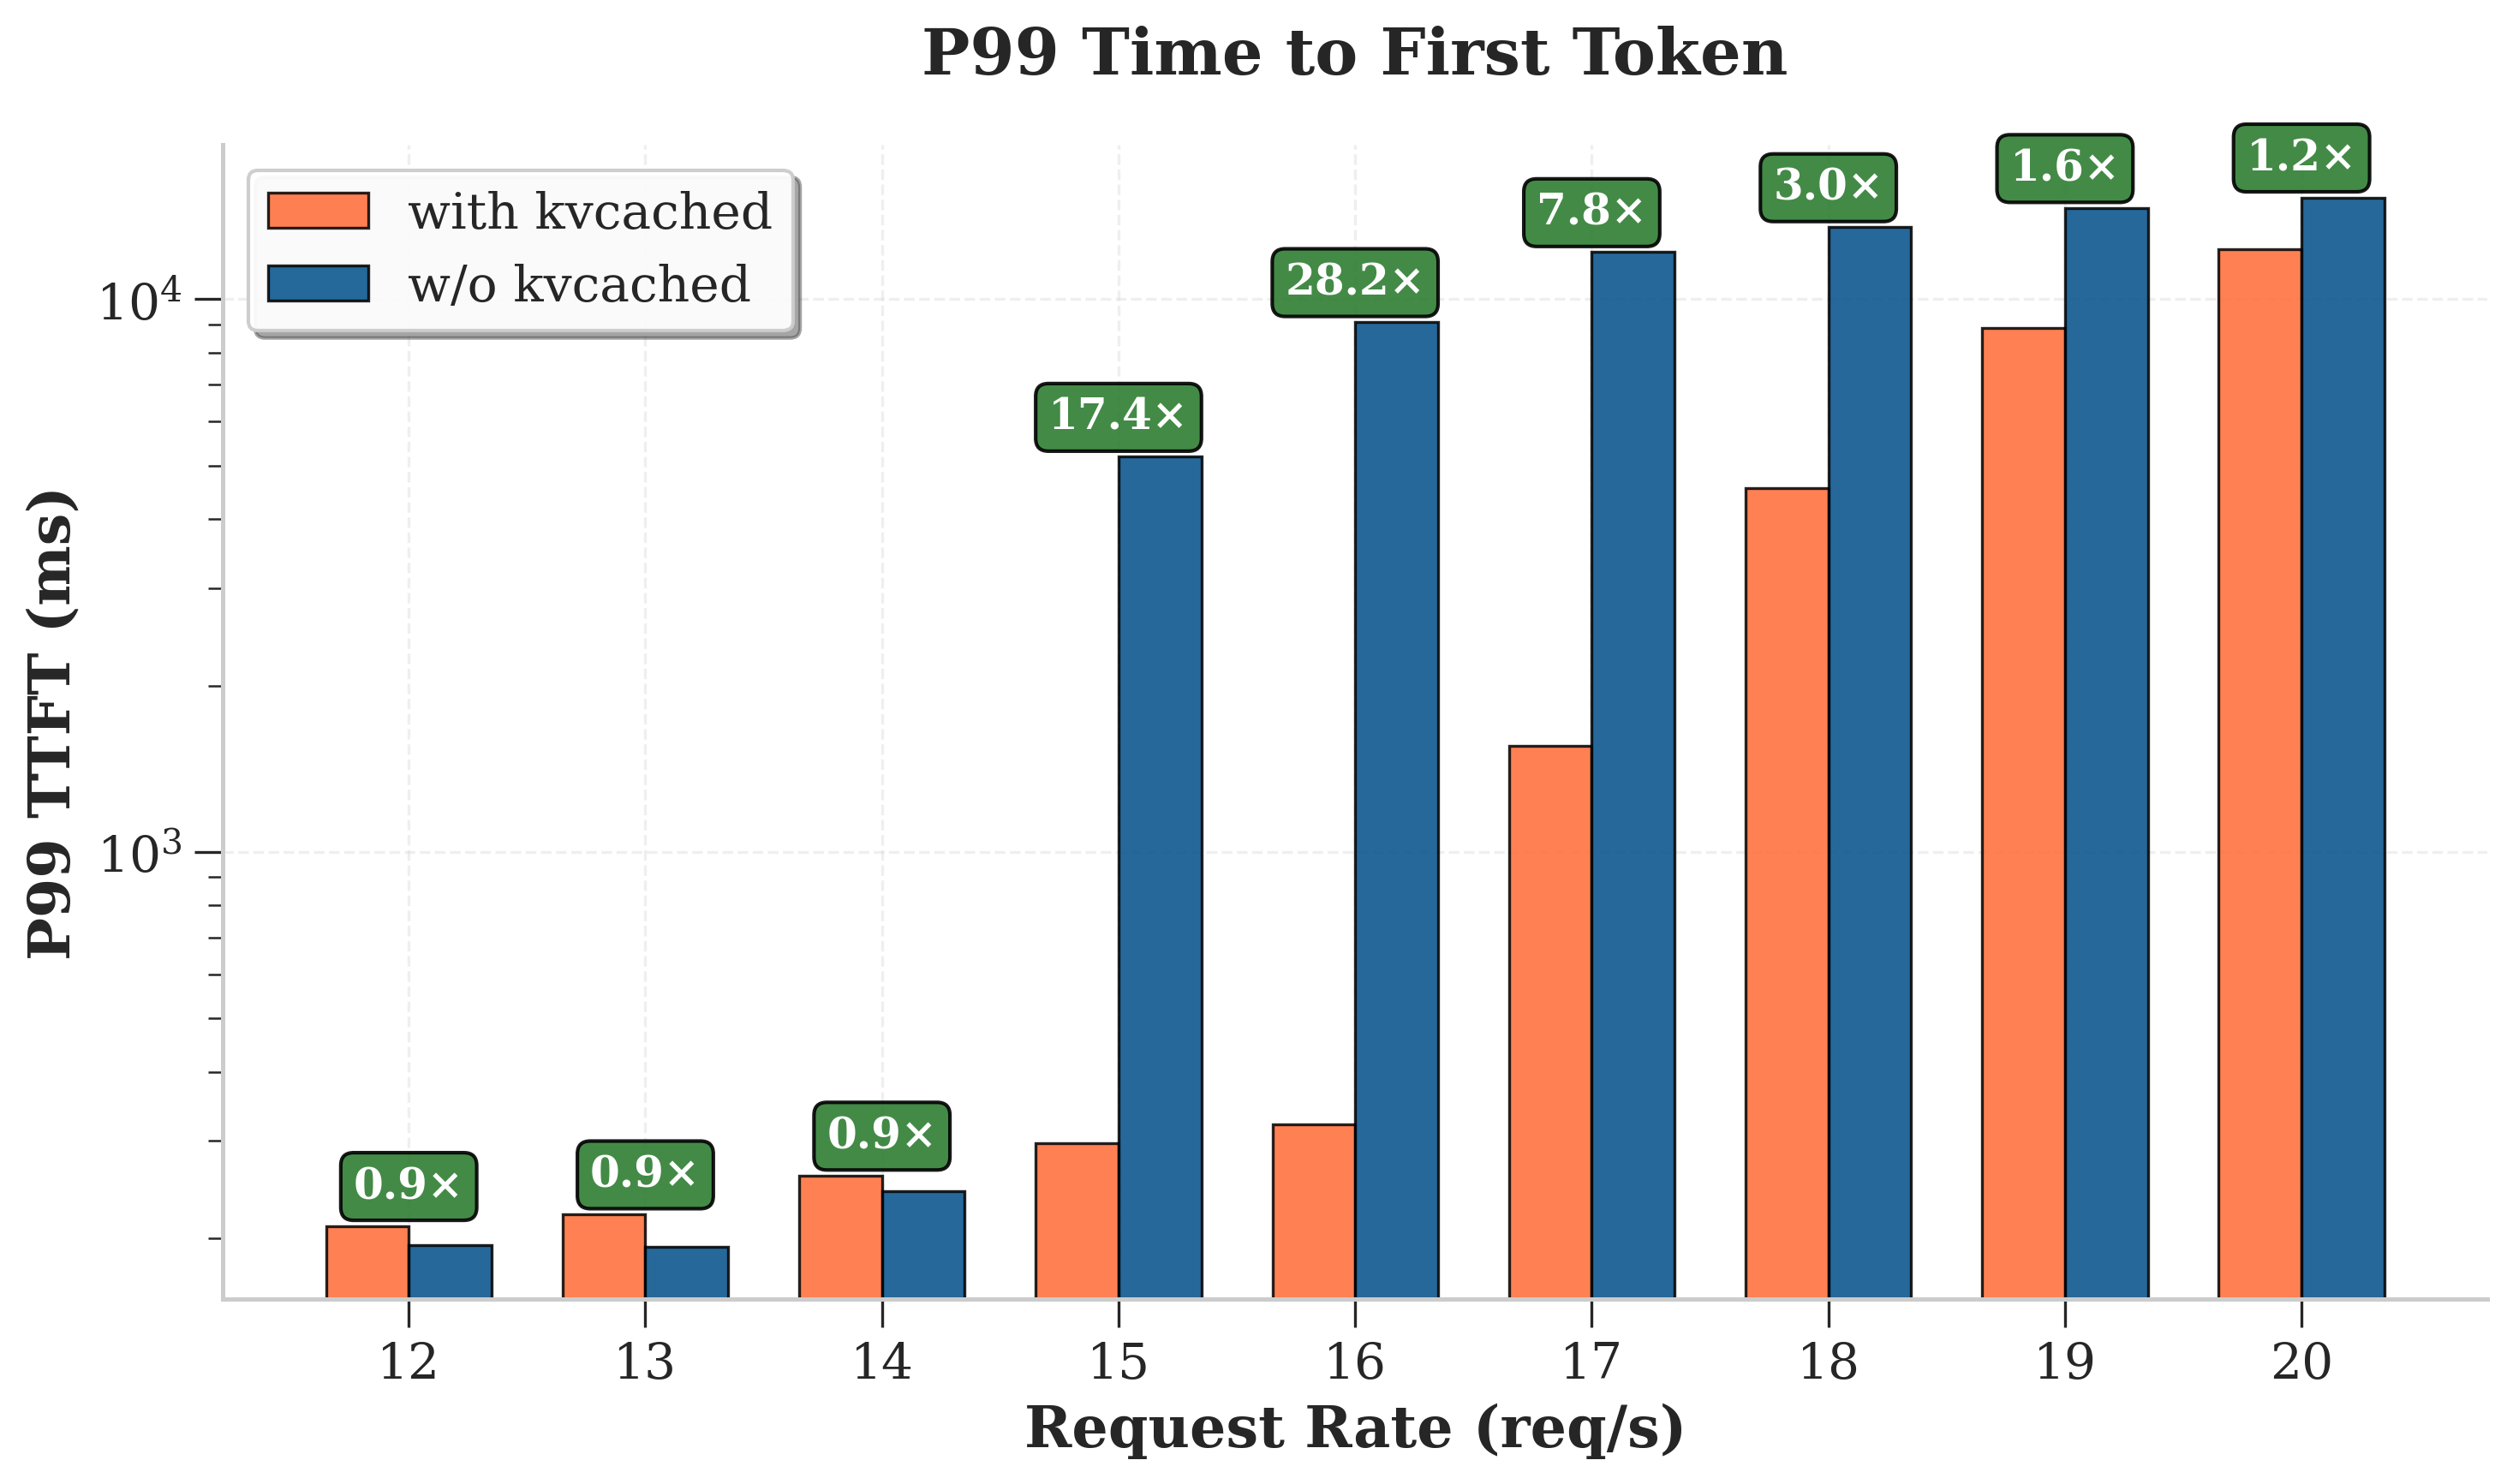 P99 Time to First Token
with kvcached
w/o kvcached
P99 TTFT (ms)
10⁴
10³
0.9×
0.9×
0.9×
17.4×
28.2×
7.8×
3.0×
1.6×
1.2×
12 13 14 15 16 17 18 19 20
Request Rate (req/s)